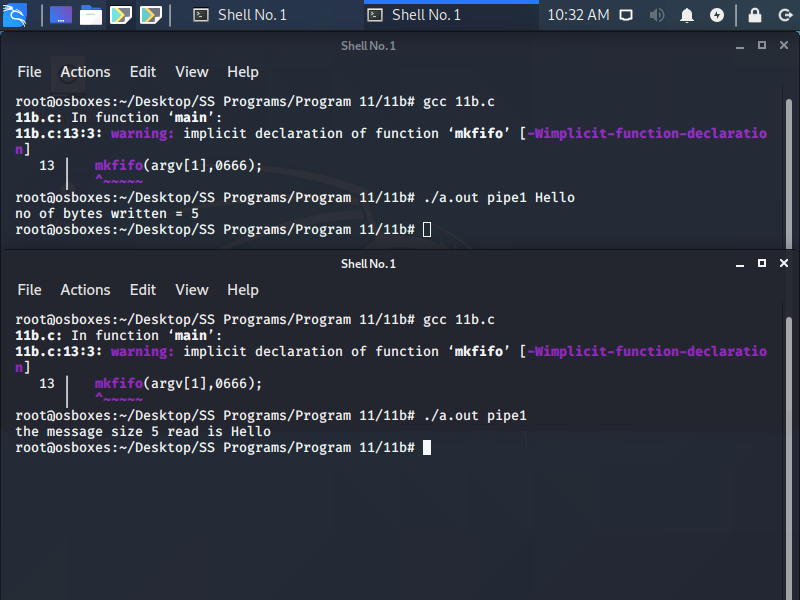 Shell No. 1
Shell No. 1
10:32 AM
Shell No. 1
File Actions Edit View Help
root@osboxes:~/Desktop/SS Programs/Program 11/11b# gcc 11b.c
11b.c: In function ‘main’:
11b.c:13:3: warning: implicit declaration of function ‘mkfifo’ [-Wimplicit-function-declaratio
n]
13 | mkfifo(argv[1],0666);
| ^~~~~~
root@osboxes:~/Desktop/SS Programs/Program 11/11b# ./a.out pipe1 Hello
no of bytes written = 5
root@osboxes:~/Desktop/SS Programs/Program 11/11b#
Shell No. 1
File Actions Edit View Help
root@osboxes:~/Desktop/SS Programs/Program 11/11b# gcc 11b.c
11b.c: In function ‘main’:
11b.c:13:3: warning: implicit declaration of function ‘mkfifo’ [-Wimplicit-function-declaratio
n]
13 | mkfifo(argv[1],0666);
| ^~~~~~
root@osboxes:~/Desktop/SS Programs/Program 11/11b# ./a.out pipe1
the message size 5 read is Hello
root@osboxes:~/Desktop/SS Programs/Program 11/11b#